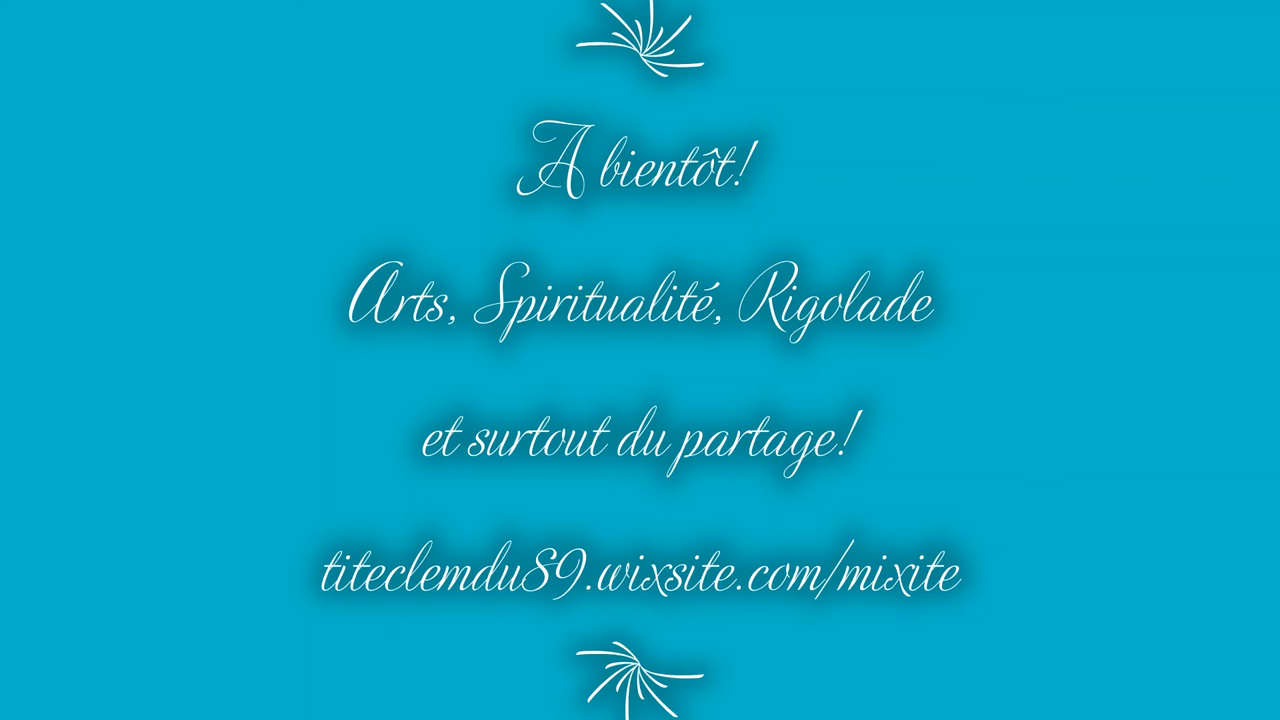 A bientôt!
Arts, Spiritualité, Rigolade
et surtout du partage!
titeclemdu89.wixsite.com/mixite